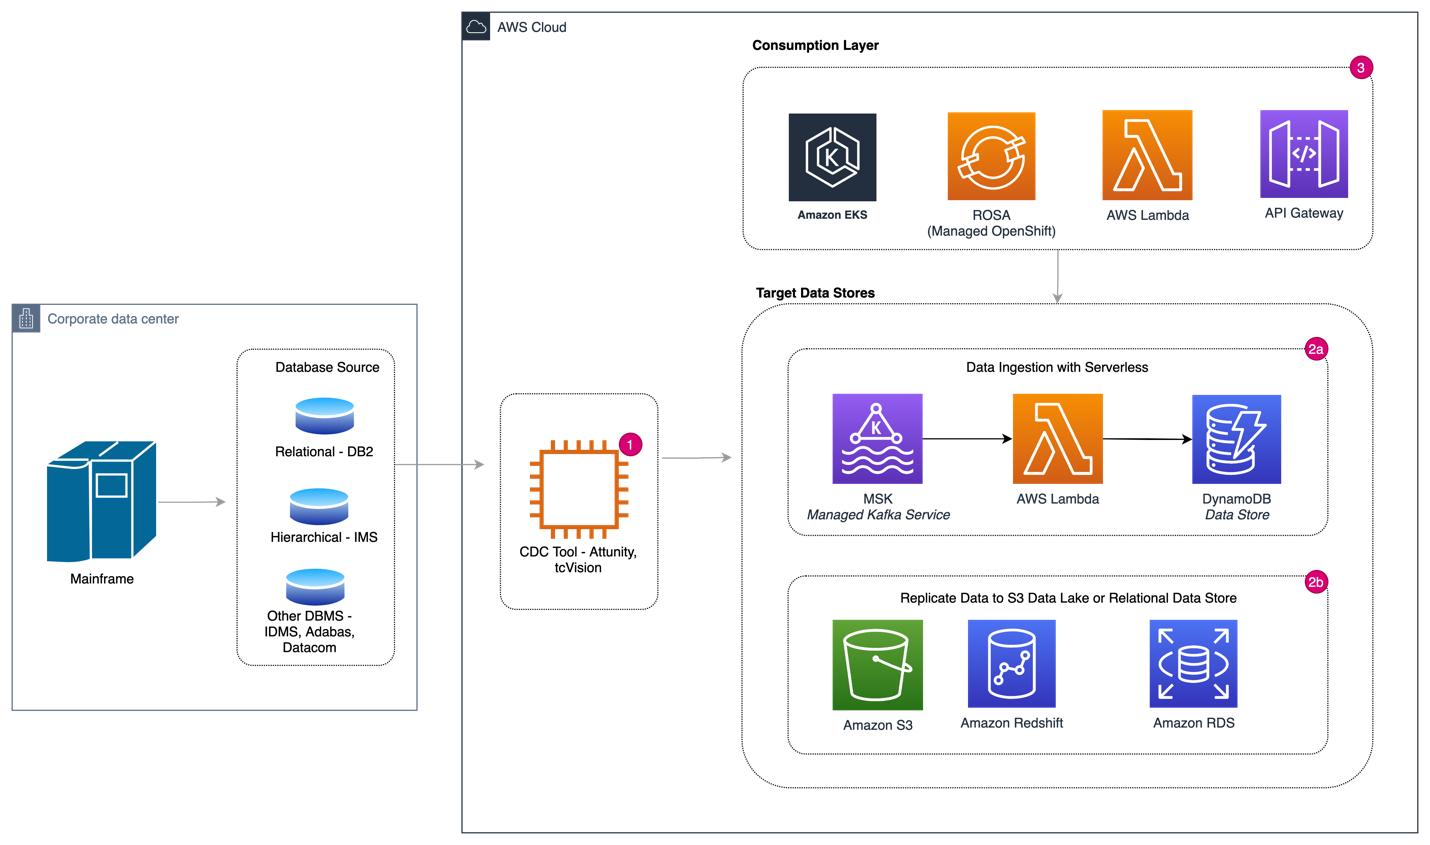 AWS Cloud
Consumption Layer
3
K
</>
Amazon EKS
ROSA
(Managed OpenShift)
AWS Lambda
API Gateway
Target Data Stores
Corporate data center
Database Source
Relational - DB2
Hierarchical - IMS
Other DBMS -
IDMS, Adabas,
Datacom
Mainframe
1
CDC Tool - Attunity,
tcVision
2a
Data Ingestion with Serverless
K
MSK
Managed Kafka Service
AWS Lambda
DynamoDB
Data Store
2b
Replicate Data to S3 Data Lake or Relational Data Store
Amazon S3
Amazon Redshift
Amazon RDS